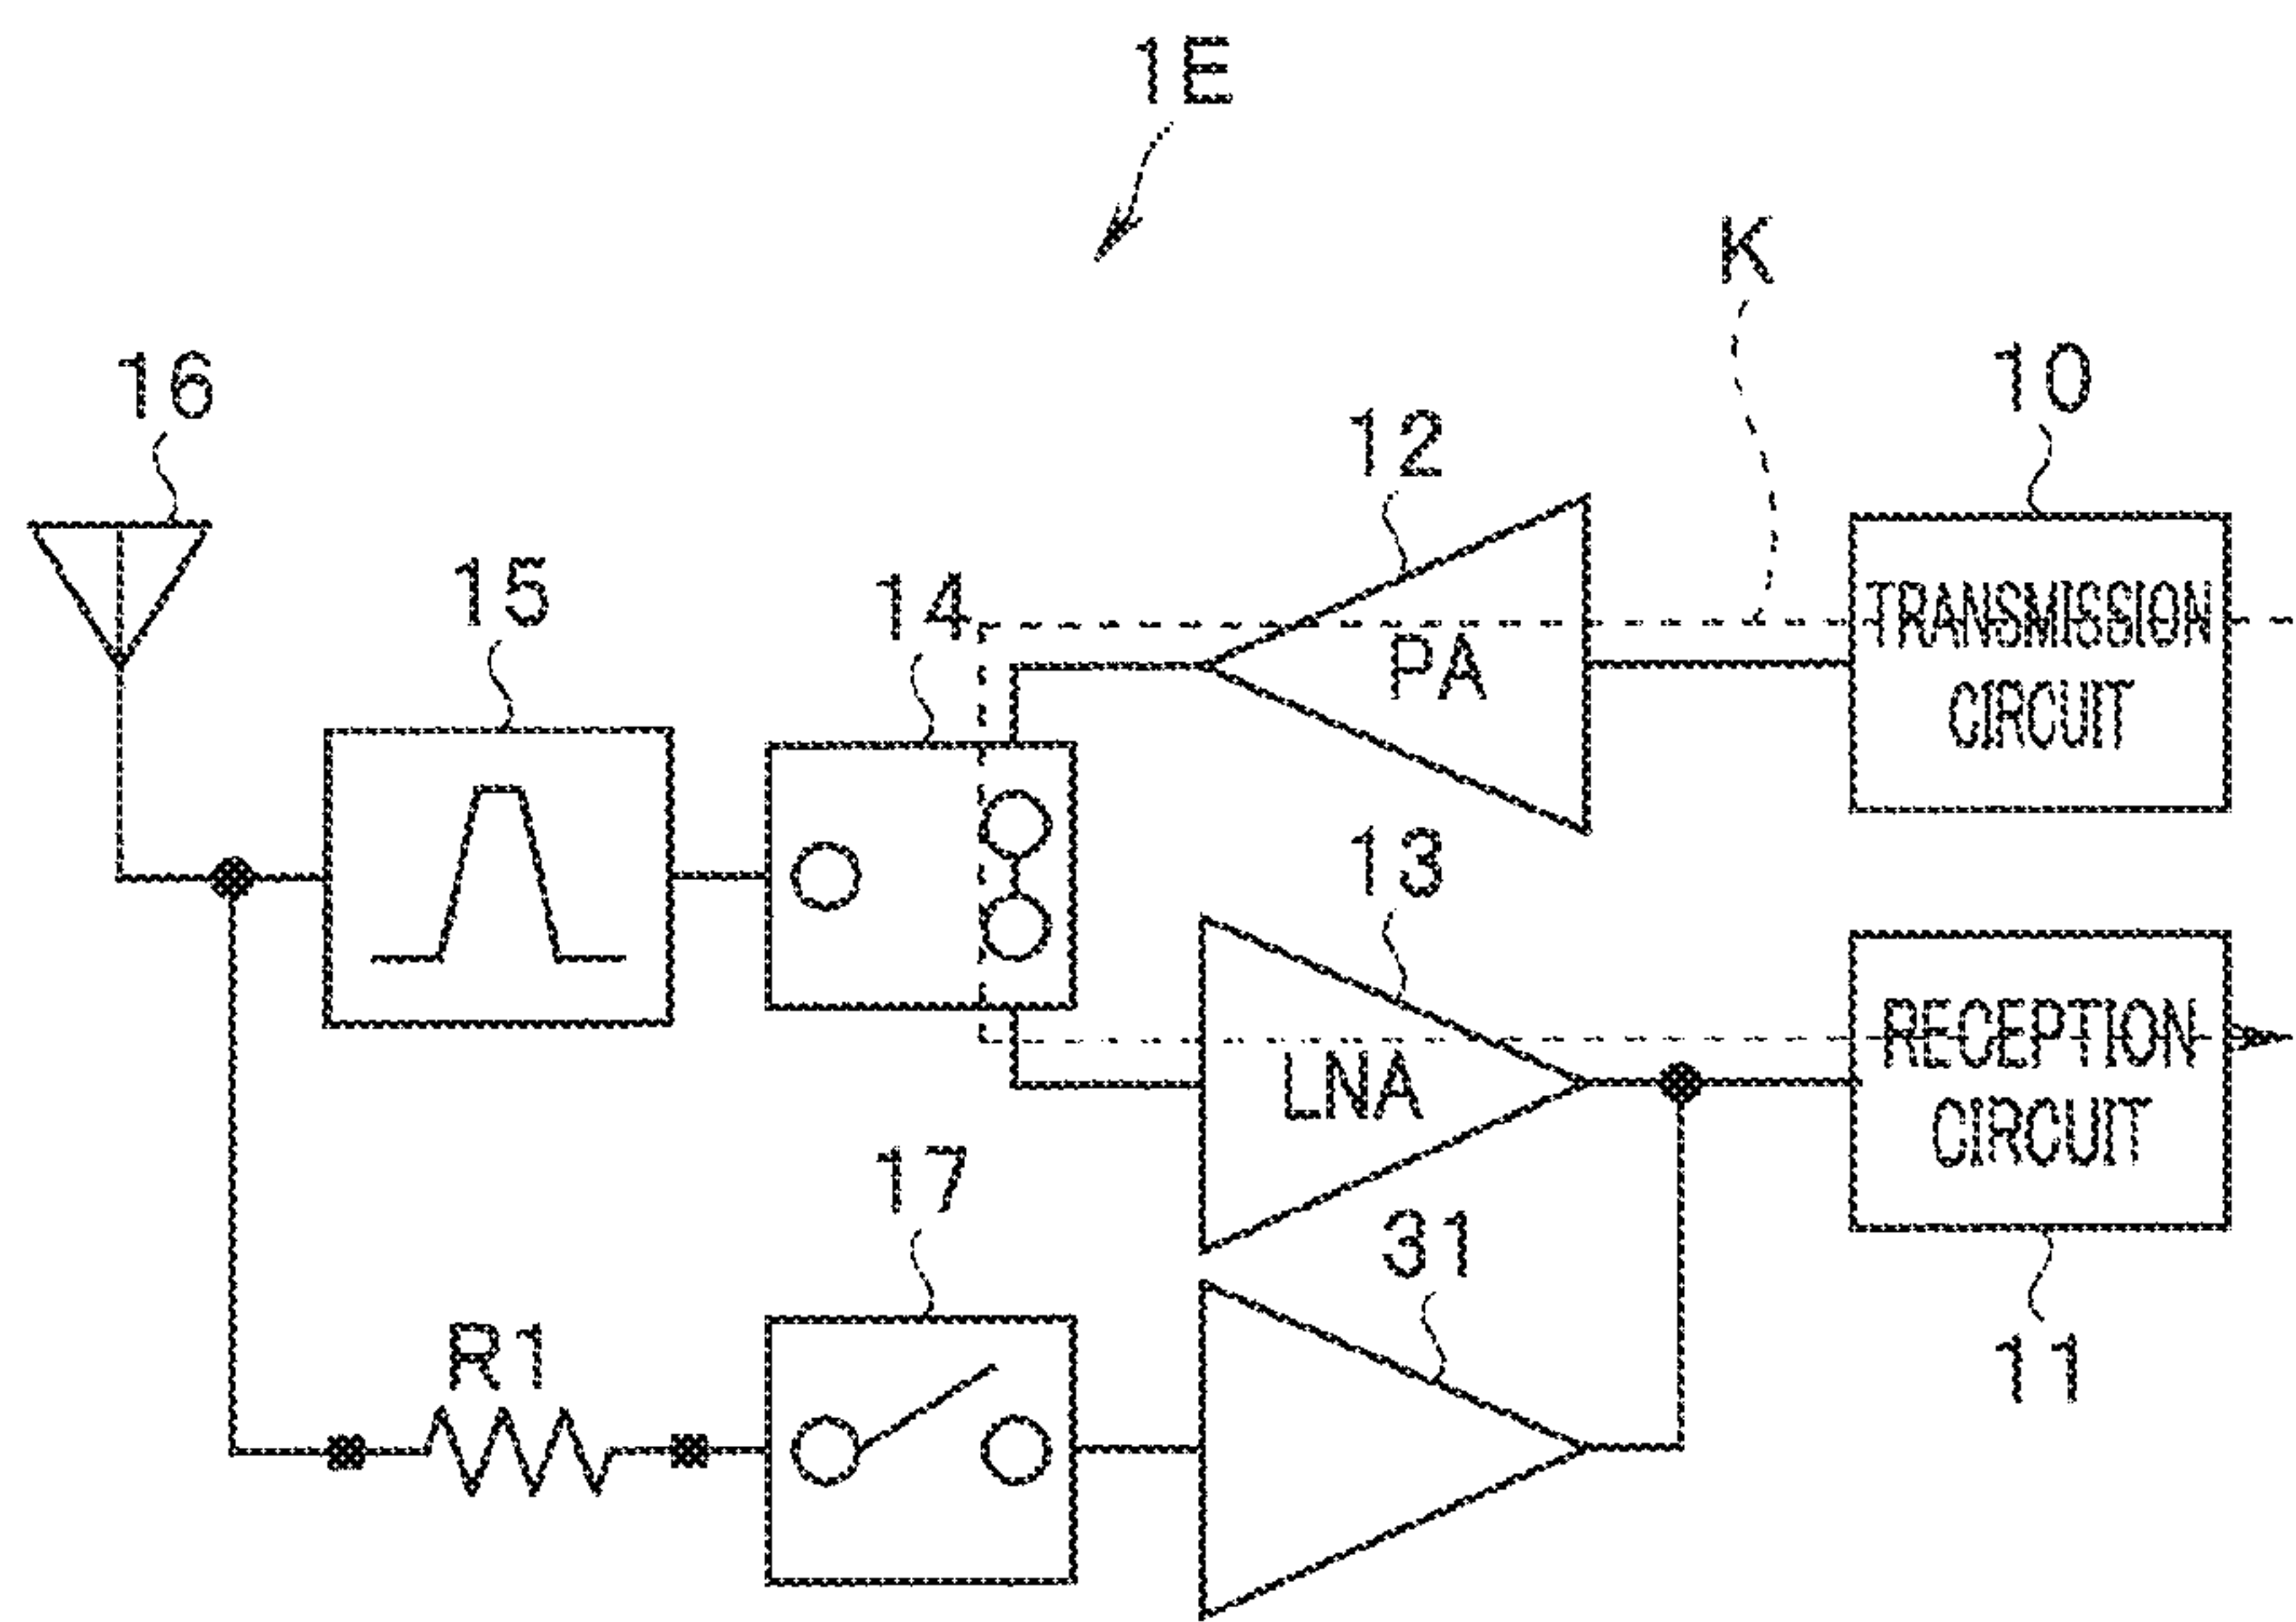 1E
K
16
15
14
12
10
PA
TRANSMISSION
CIRCUIT
13
LNA
RECEPTION
CIRCUIT
17
31
R1
11